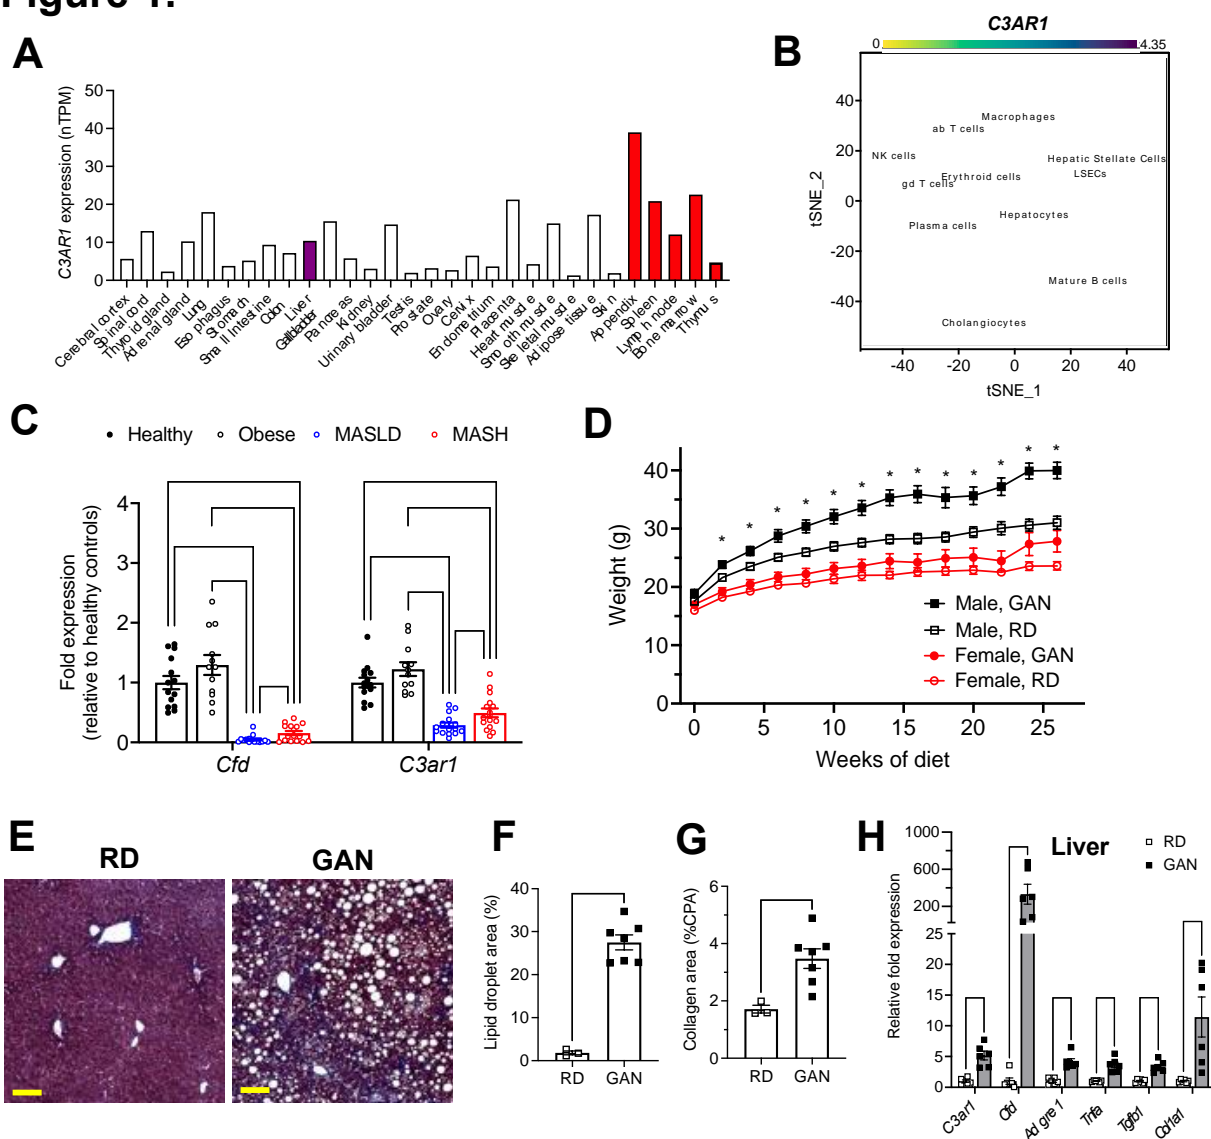 Figure 1.
A
C3AR1 expression (nTPM)
50
40
30
20
10
0
Cerebral cortex
Spinal cord
Thyroid gland
Adrenal gland
Lung
Esophagus
Stomach
Small Intestine
Colon
Liver
Gallbladder
Pancreas
Kidney
Urinary bladder
Testis
Prostate
Ovary
Cervix
Endometrium
Placenta
Heart muscle
Smooth muscle
Skeletal muscle
Adipose tissue
Skin
Appendix
Spleen
Lymph node
Bone marrow
Thymus
B
C3AR1
0
4.35
tSNE_2
40
20
0
-20
-40
Macrophages
ab T cells
NK cells
Hepatic Stellate Cells
LSECs
Erythroid cells
gd T cells
Hepatocytes
Plasma cells
Mature B cells
Cholangiocytes
-40 -20 0 20 40
tSNE_1
C
Healthy Obese MASLD MASH
Fold expression
(relative to healthy controls)
4
3
2
1
0
Cfd C3ar1
D
Weight (g)
40
30
20
10
0
* * * * * * * * * * * * *
Male, GAN
Male, RD
Female, GAN
Female, RD
0 5 10 15 20 25
Weeks of diet
E
RD GAN
F
Lipid droplet area (%)
40
30
20
10
0
RD GAN
G
Collagen area (%CPA)
6
4
2
0
RD GAN
H
Liver
RD
GAN
Relative fold expression
1000
600
200
25
20
15
10
5
0
C3ar1
Cfd
Adgre1
Tnfa
Tgfb1
Col1a1